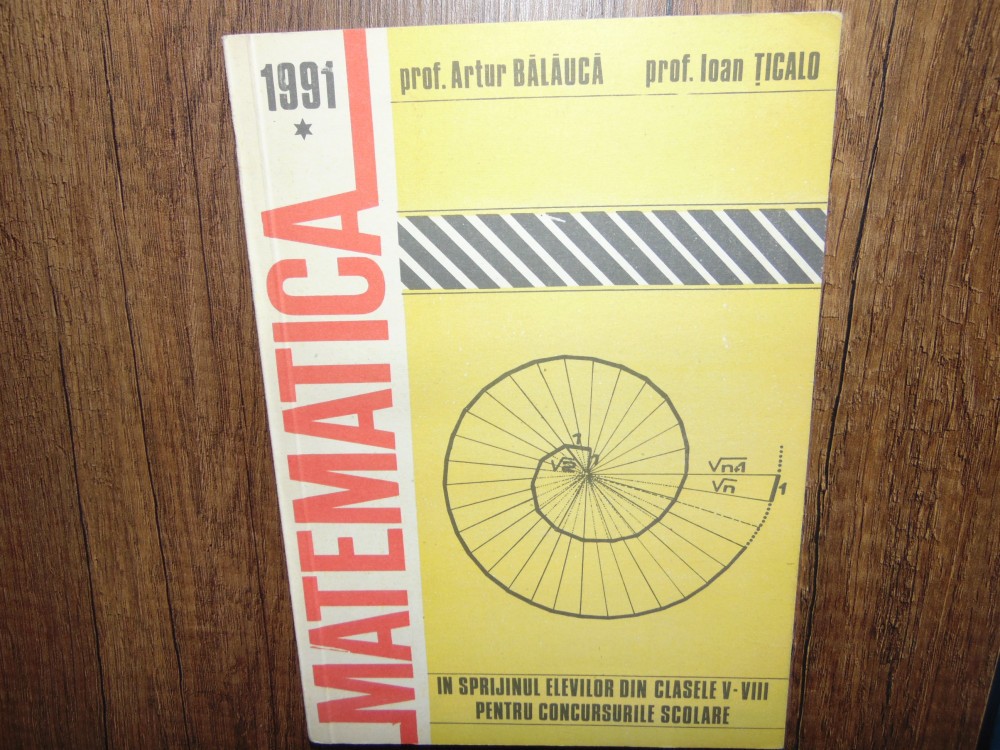 1991
prof. Artur BĂLĂUCĂ prof. Ioan ȚICALO
MATEMATICA
1
1
√2
√n-1
√n
1
IN SPRIJINUL ELEVILOR DIN CLASELE V-VIII
PENTRU CONCURSURILE SCOLARE